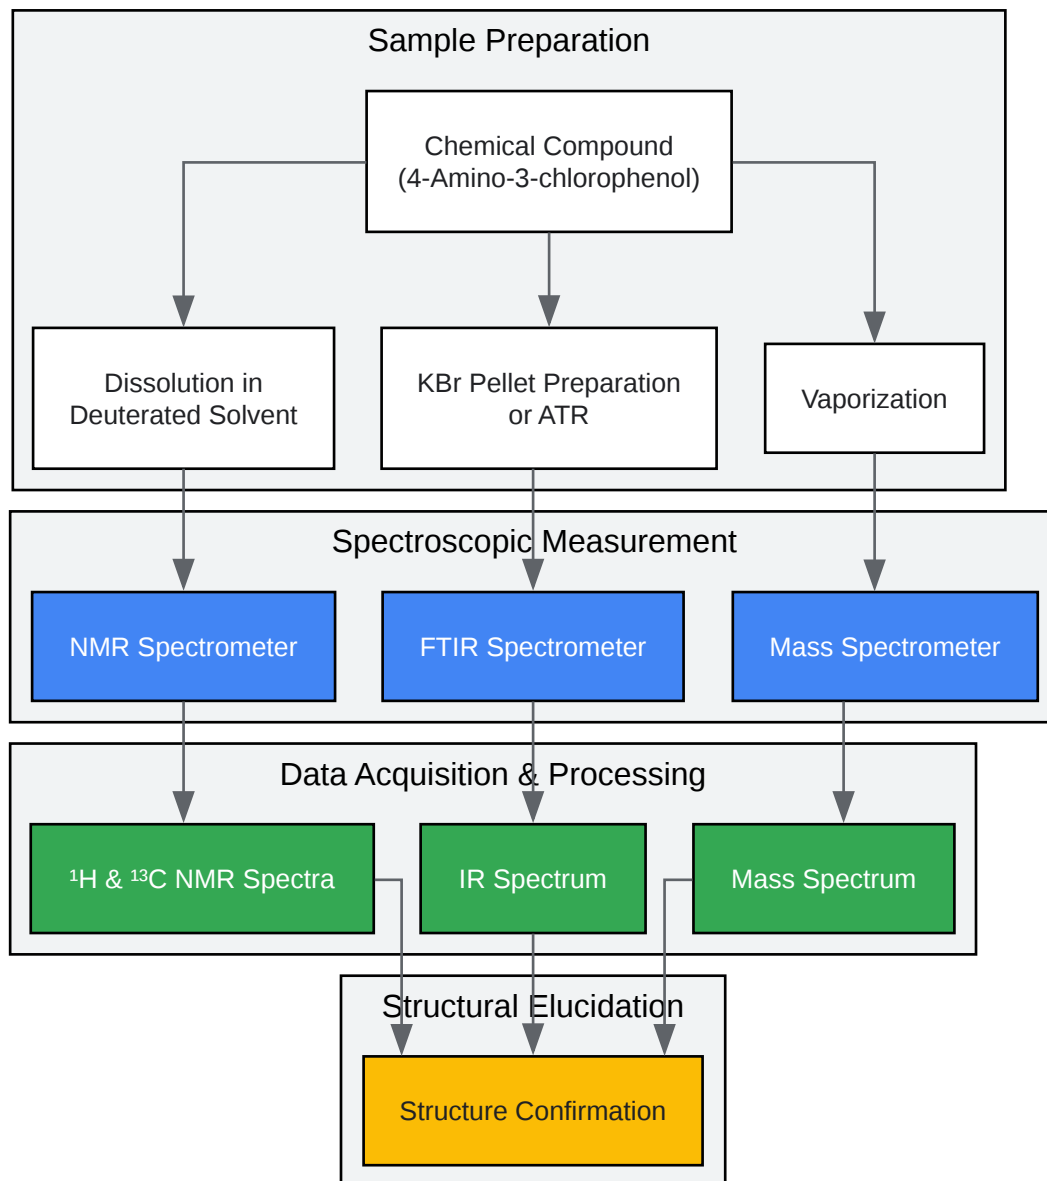 Sample Preparation
Chemical Compound
(4-Amino-3-chlorophenol)
Dissolution in
Deuterated Solvent
KBr Pellet Preparation
or ATR
Vaporization
Spectroscopic Measurement
NMR Spectrometer
FTIR Spectrometer
Mass Spectrometer
Data Acquisition & Processing
¹H & ¹³C NMR Spectra
IR Spectrum
Mass Spectrum
Structural Elucidation
Structure Confirmation